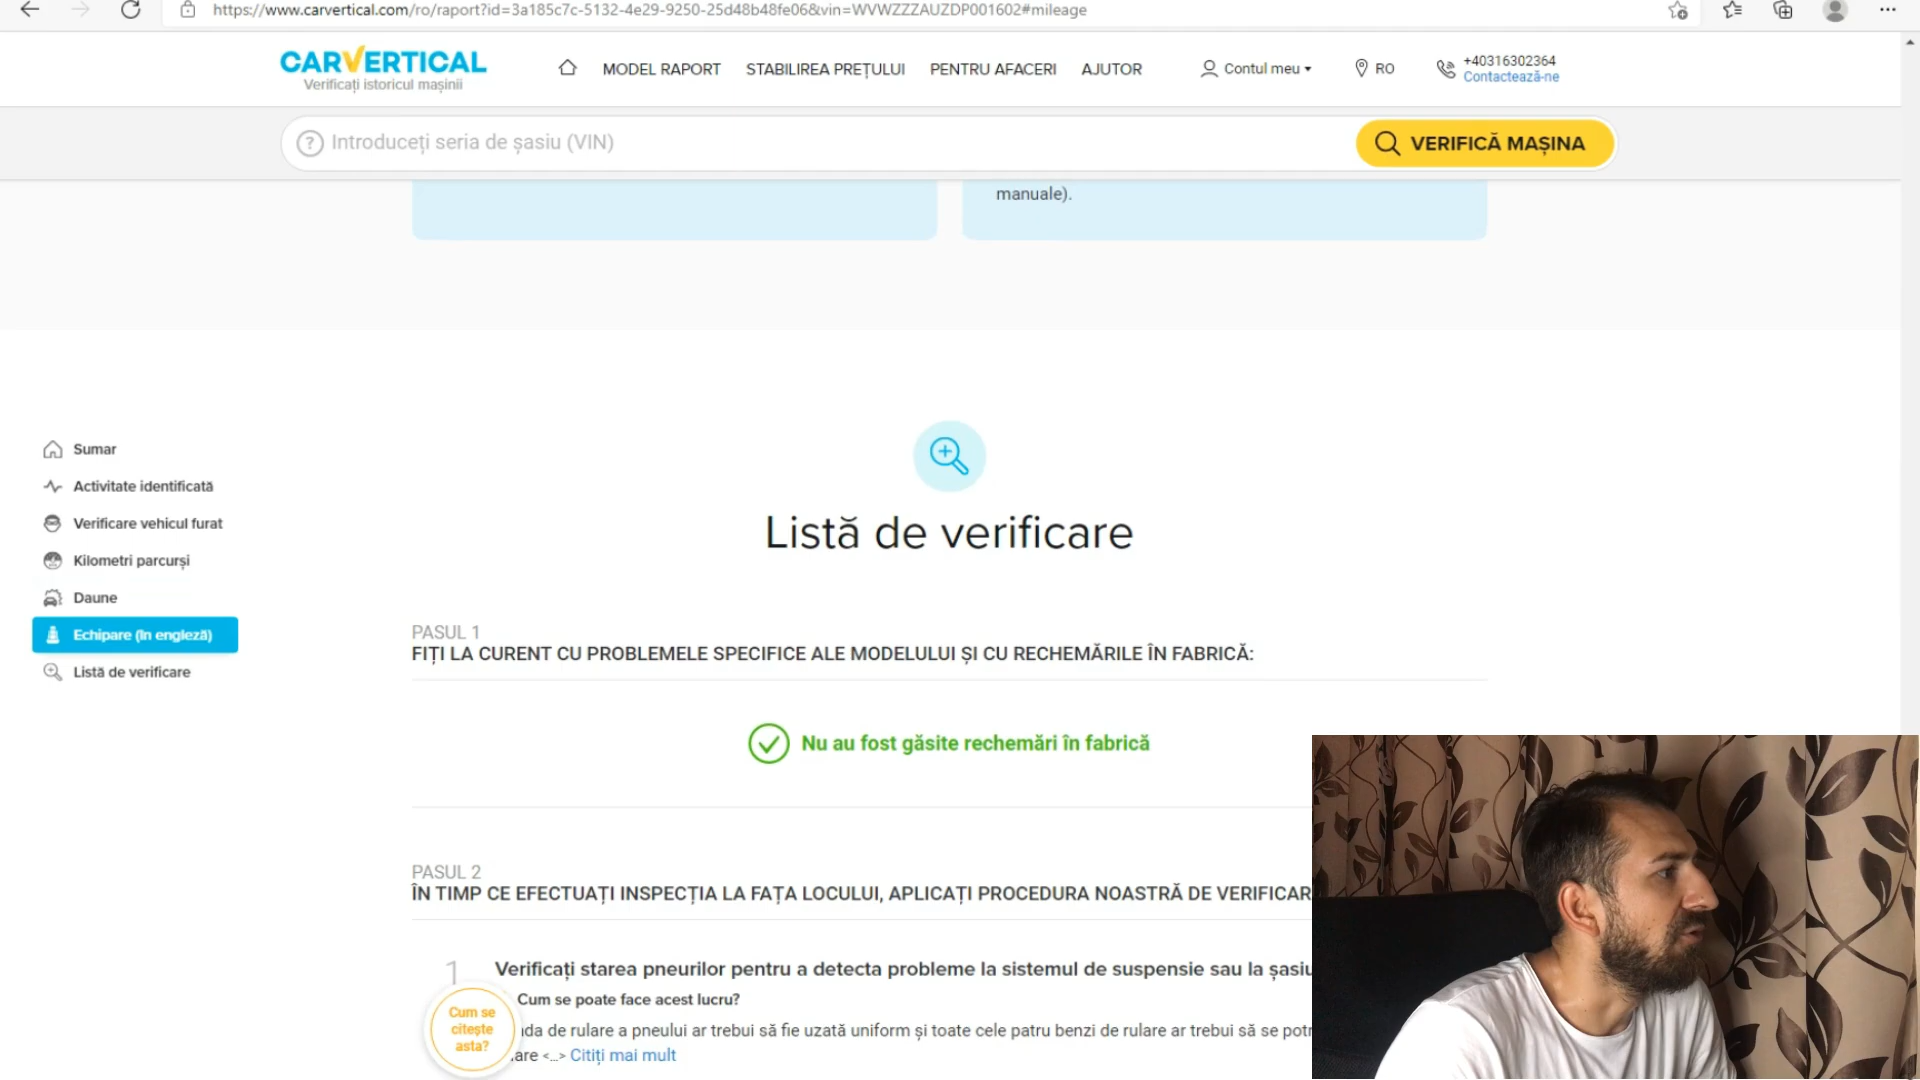 https://www.carvertical.com/ro/raport?id=3a185c7c-5132-4e29-9250-25d48b48fe06&vin=WVWZZZAUZDP001602#mileage
CARVERTICAL
Verificați istoricul mașinii
MODEL RAPORT
STABILIREA PREȚULUI
PENTRU AFACERI
AJUTOR
Contul meu
RO
+40316302364
Contactează-ne
Introduceți seria de șasiu (VIN)
VERIFICĂ MAȘINA
manuale).
Sumar
Activitate identificată
Verificare vehicul furat
Kilometri parcurși
Daune
Echipare (în engleză)
Listă de verificare
Listă de verificare
PASUL 1
FIȚI LA CURENT CU PROBLEMELE SPECIFICE ALE MODELULUI ȘI CU RECHEMĂRILE ÎN FABRICĂ:
Nu au fost găsite rechemări în fabrică
PASUL 2
ÎN TIMP CE EFECTUAȚI INSPECȚIA LA FAȚA LOCULUI, APLICAȚI PROCEDURA NOASTRĂ DE VERIFICAR
1
Verificați starea pneurilor pentru a detecta probleme la sistemul de suspensie sau la șasiu
Cum se poate face acest lucru?
da de rulare a pneului ar trebui să fie uzată uniform și toate cele patru benzi de rulare ar trebui să se potr
are <...> Citiți mai mult
Cum se
citește
asta?